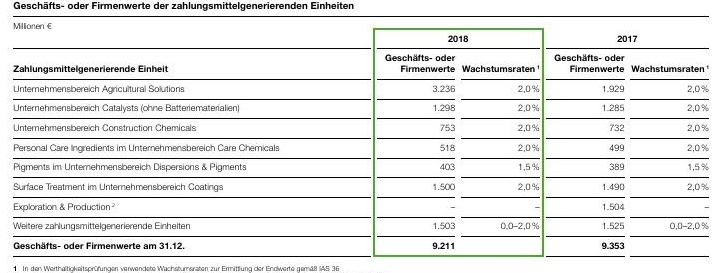 Geschäfts- oder Firmenwerte der zahlungsmittelgenerierenden Einheiten
Millionen €
2018 2017
Zahlungsmittelgenerierende Einheit Geschäfts- oder Firmenwerte Wachstumsraten 1 Geschäfts- oder Firmenwerte Wachstumsraten 1
Unternehmensbereich Agricultural Solutions 3.236 2,0 % 1.929 2,0 %
Unternehmensbereich Catalysts (ohne Batteriematerialien) 1.298 2,0 % 1.285 2,0 %
Unternehmensbereich Construction Chemicals 753 2,0 % 732 2,0 %
Personal Care Ingredients im Unternehmensbereich Care Chemicals 518 2,0 % 499 2,0 %
Pigments im Unternehmensbereich Dispersions & Pigments 403 1,5 % 389 1,5 %
Surface Treatment im Unternehmensbereich Coatings 1.500 2,0 % 1.490 2,0 %
Exploration & Production 2 – – 1.504 –
Weitere zahlungsmittelgenerierende Einheiten 1.503 0,0–2,0 % 1.525 0,0–2,0 %
Geschäfts- oder Firmenwerte am 31.12. 9.211 9.353
1 In den Werthaltigkeitsprüfungen verwendete Wachstumsraten zur Ermittlung der Endwerte gemäß IAS 36